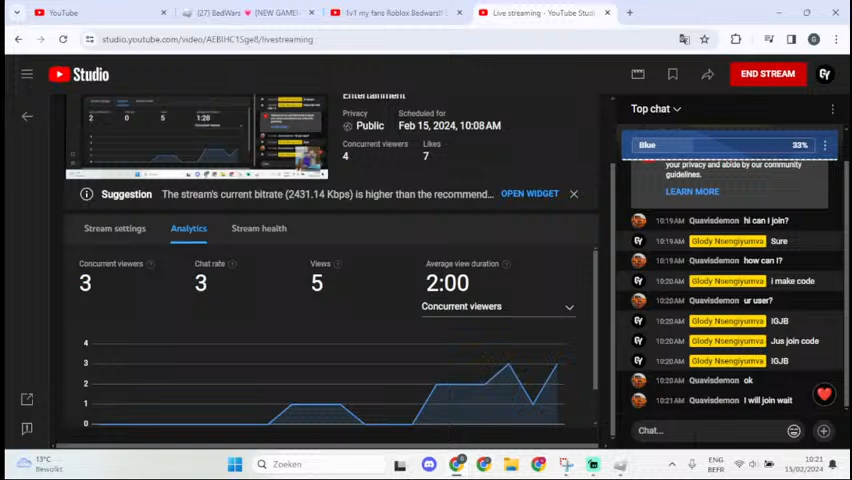 YouTube
(27) BedWars 💗 [NEW GAME!
1v1 my fans Roblox Bedwars!!
Live streaming - YouTube Studio
studio.youtube.com/video/AEBIHC1Sge8/livestreaming
Studio
END STREAM
Entertainment
Privacy
Public
Scheduled for
Feb 15, 2024, 10:08 AM
Concurrent viewers
4
Likes
7
Suggestion The stream's current bitrate (2431.14 Kbps) is higher than the recommend...
OPEN WIDGET
Stream settings
Analytics
Stream health
Concurrent viewers
3
Chat rate
3
Views
5
Average view duration
2:00
Concurrent viewers
4
3
2
1
0
Top chat
Blue 33%
your privacy and abide by our community
guidelines.
LEARN MORE
10:19 AM Quavisdemon hi can I join?
10:19 AM Glody Nsengiyumva Sure
10:19 AM Quavisdemon how can I?
10:20 AM Glody Nsengiyumva i make code
10:20 AM Quavisdemon ur user?
10:20 AM Glody Nsengiyumva IGJB
10:20 AM Glody Nsengiyumva Jus join code
10:20 AM Glody Nsengiyumva IGJB
10:20 AM Quavisdemon ok
10:21 AM Quavisdemon I will join wait
Chat...
13°C
Bewolkt
Zoeken
ENG
BEFR
10:21
15/02/2024